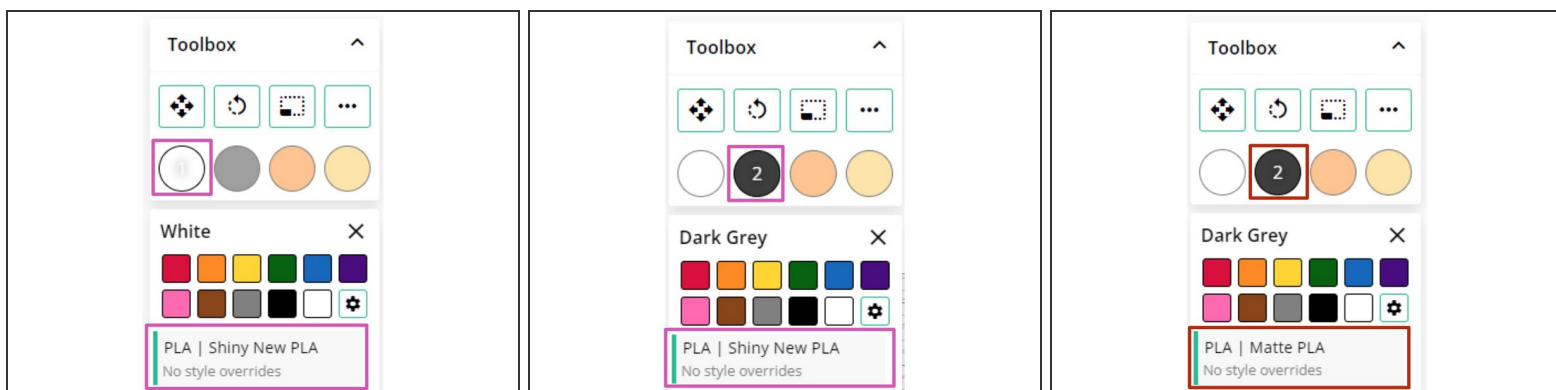 Toolbox
1
White
PLA | Shiny New PLA
No style overrides
Toolbox
2
Dark Grey
PLA | Shiny New PLA
No style overrides
Toolbox
2
Dark Grey
PLA | Matte PLA
No style overrides